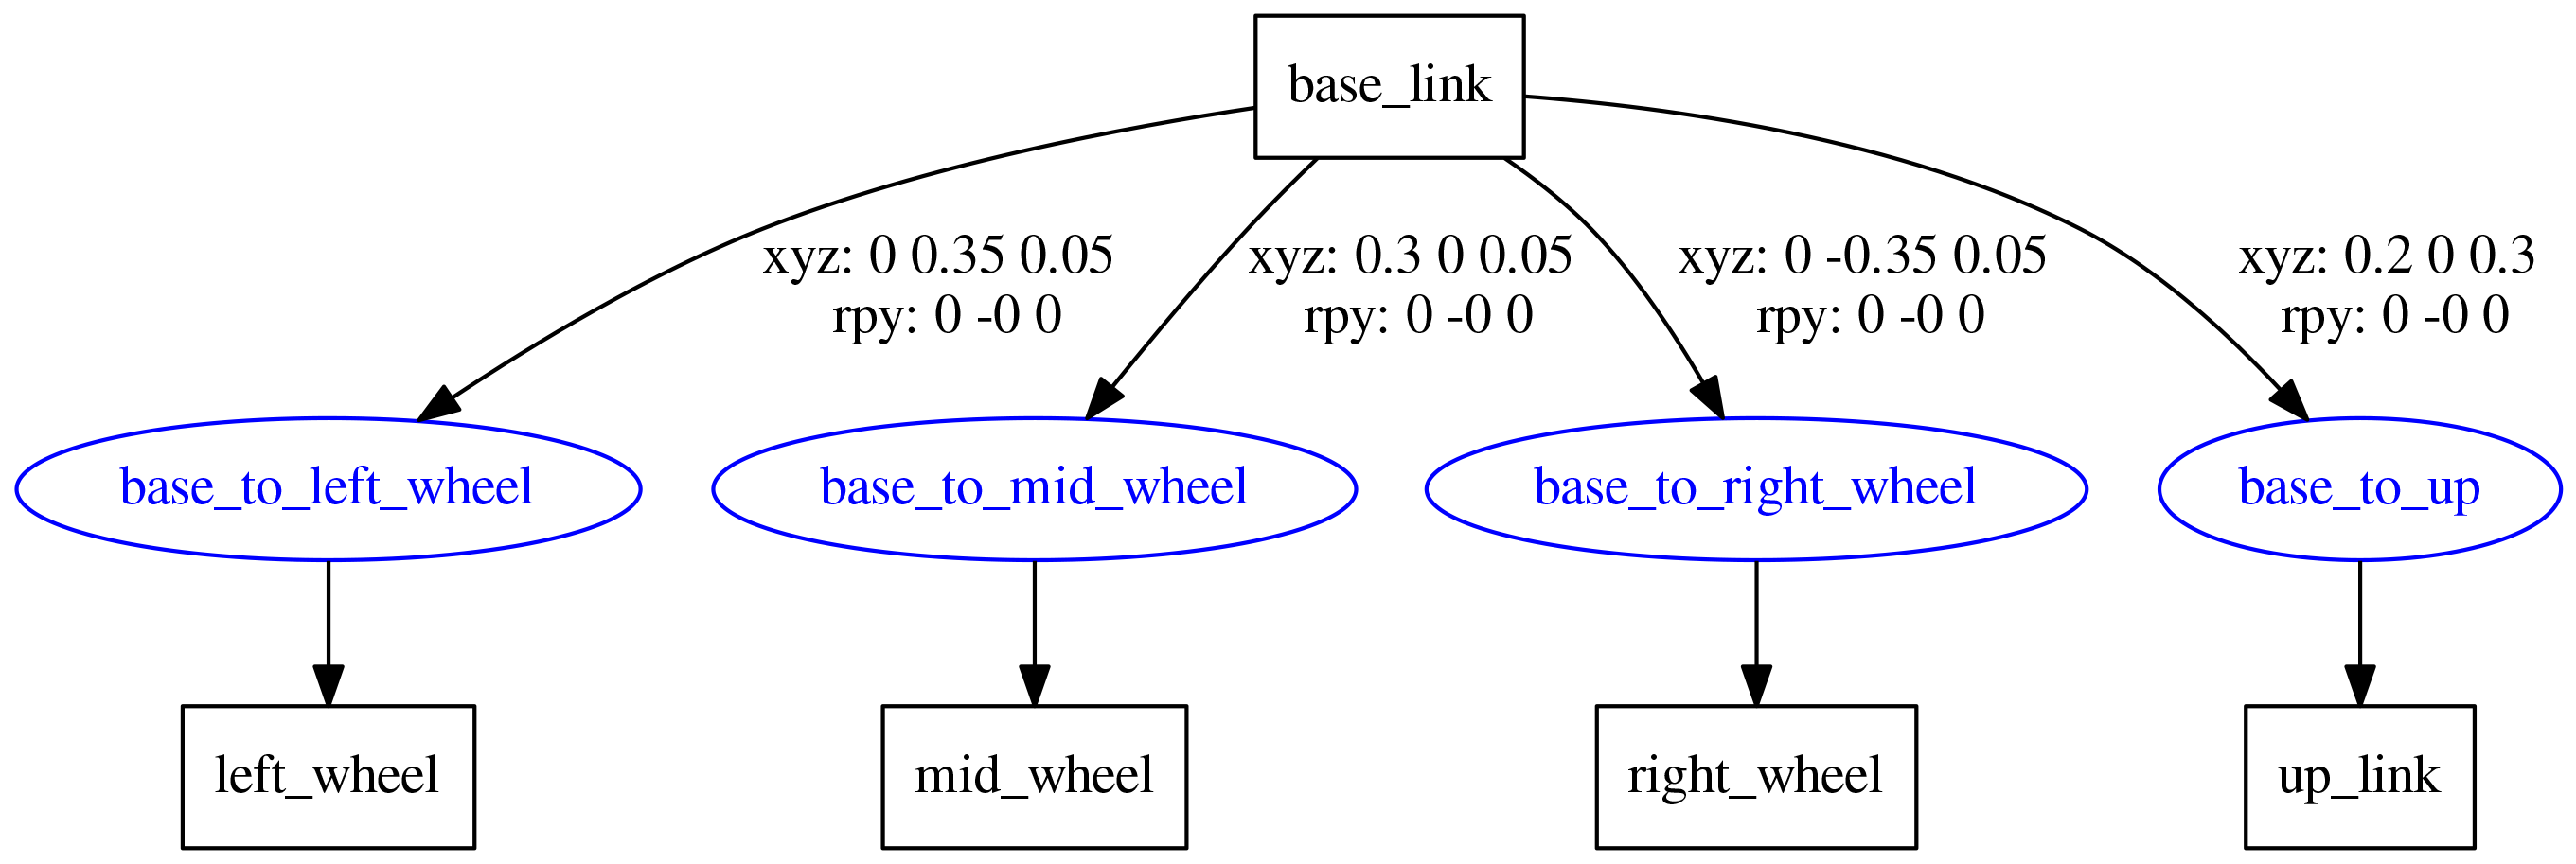 base_link
xyz: 0 0.35 0.05
rpy: 0 -0 0
xyz: 0.3 0 0.05
rpy: 0 -0 0
xyz: 0 -0.35 0.05
rpy: 0 -0 0
xyz: 0.2 0 0.3
rpy: 0 -0 0
base_to_left_wheel
base_to_mid_wheel
base_to_right_wheel
base_to_up
left_wheel
mid_wheel
right_wheel
up_link